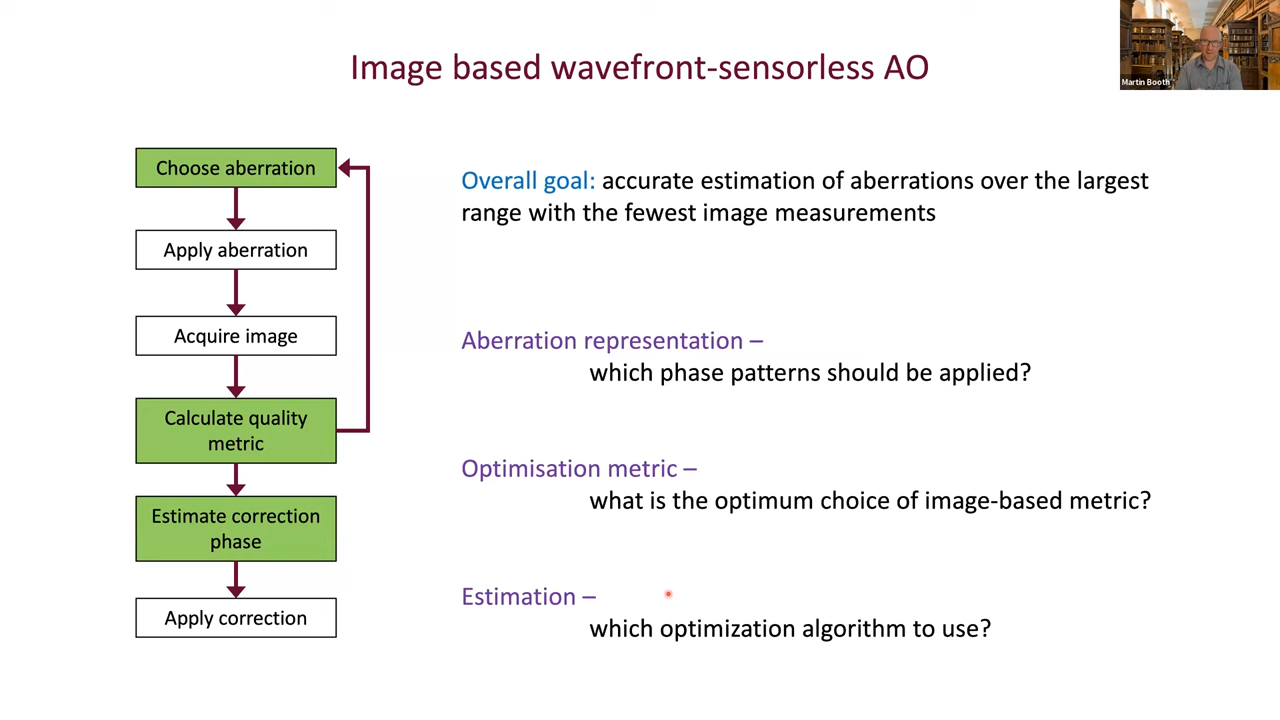 Image based wavefront-sensorless AO
Martin Booth
Choose aberration
Apply aberration
Acquire image
Calculate quality
metric
Estimate correction
phase
Apply correction
Overall goal: accurate estimation of aberrations over the largest
range with the fewest image measurements
Aberration representation –
which phase patterns should be applied?
Optimisation metric –
what is the optimum choice of image-based metric?
Estimation –
which optimization algorithm to use?